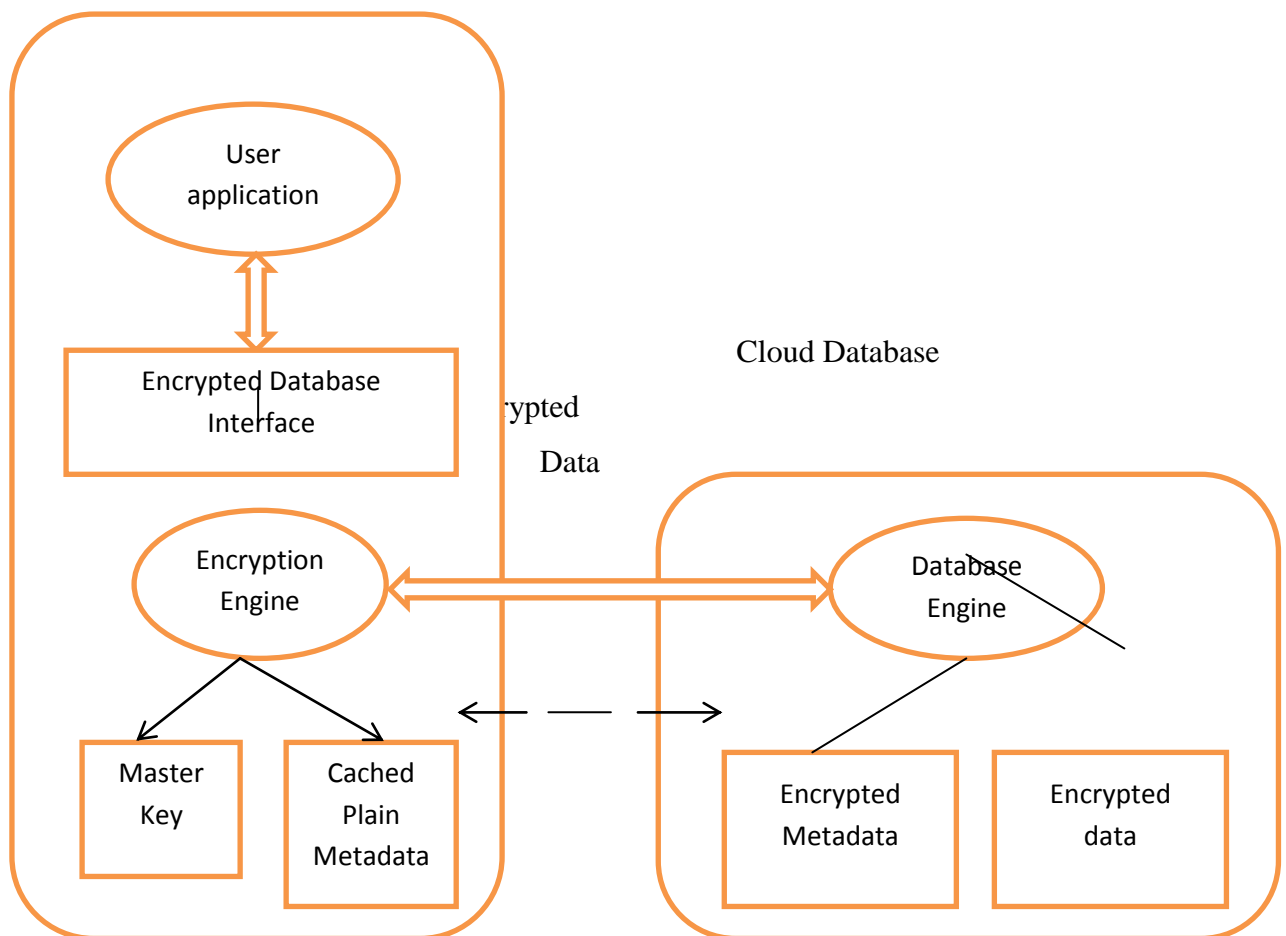 User
application
Encrypted Database
Interface
Cloud Database
rypted
Data
Encryption
Engine
Database
Engine
Master
Key
Cached
Plain
Metadata
Encrypted
Metadata
Encrypted
data